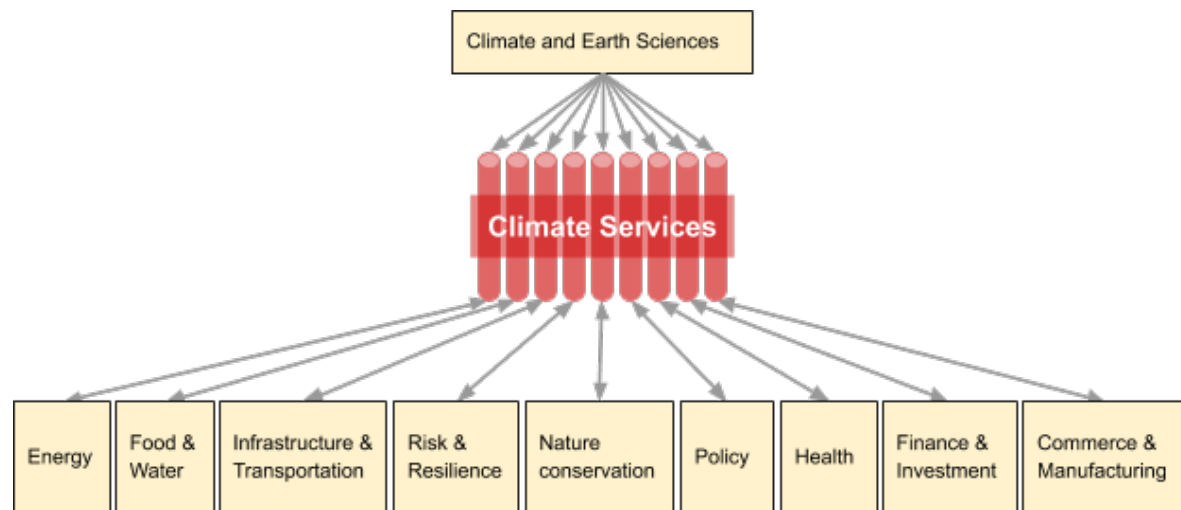 Climate and Earth Sciences
Climate Services
Energy
Food &
Water
Infrastructure &
Transportation
Risk &
Resilience
Nature
conservation
Policy
Health
Finance &
Investment
Commerce &
Manufacturing